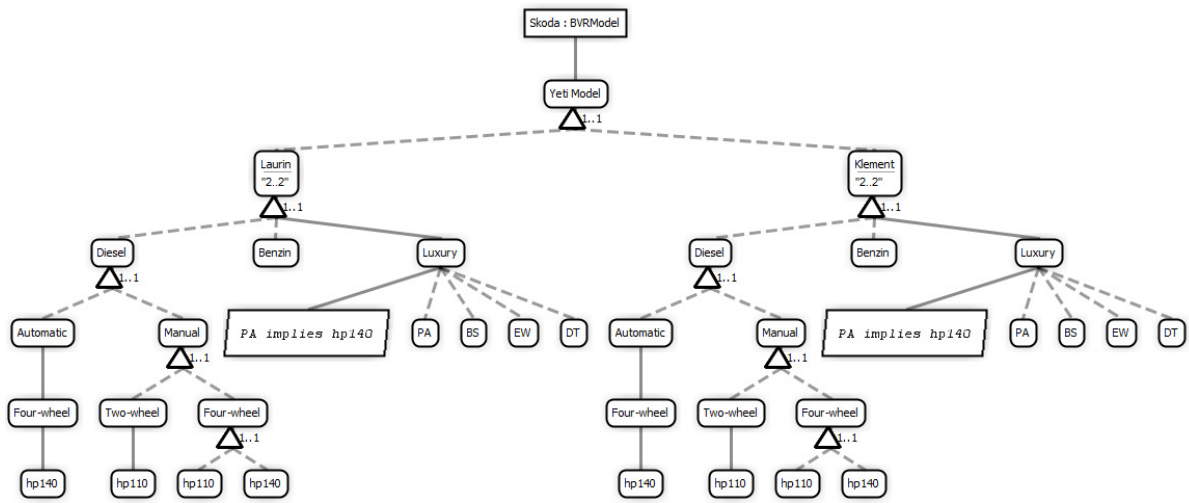 Skoda : BVRModel
Yeti Model
1..1
Laurin
"2..2"
1..1
Klement
"2..2"
1..1
Diesel
1..1
Benzin
Luxury
Diesel
1..1
Benzin
Luxury
Automatic
Manual
1..1
PA implies hp140
PA
BS
EW
DT
Automatic
Manual
1..1
PA implies hp140
PA
BS
EW
DT
Four-wheel
Two-wheel
Four-wheel
1..1
Four-wheel
Two-wheel
Four-wheel
1..1
hp140
hp110
hp110
hp140
hp140
hp110
hp110
hp140